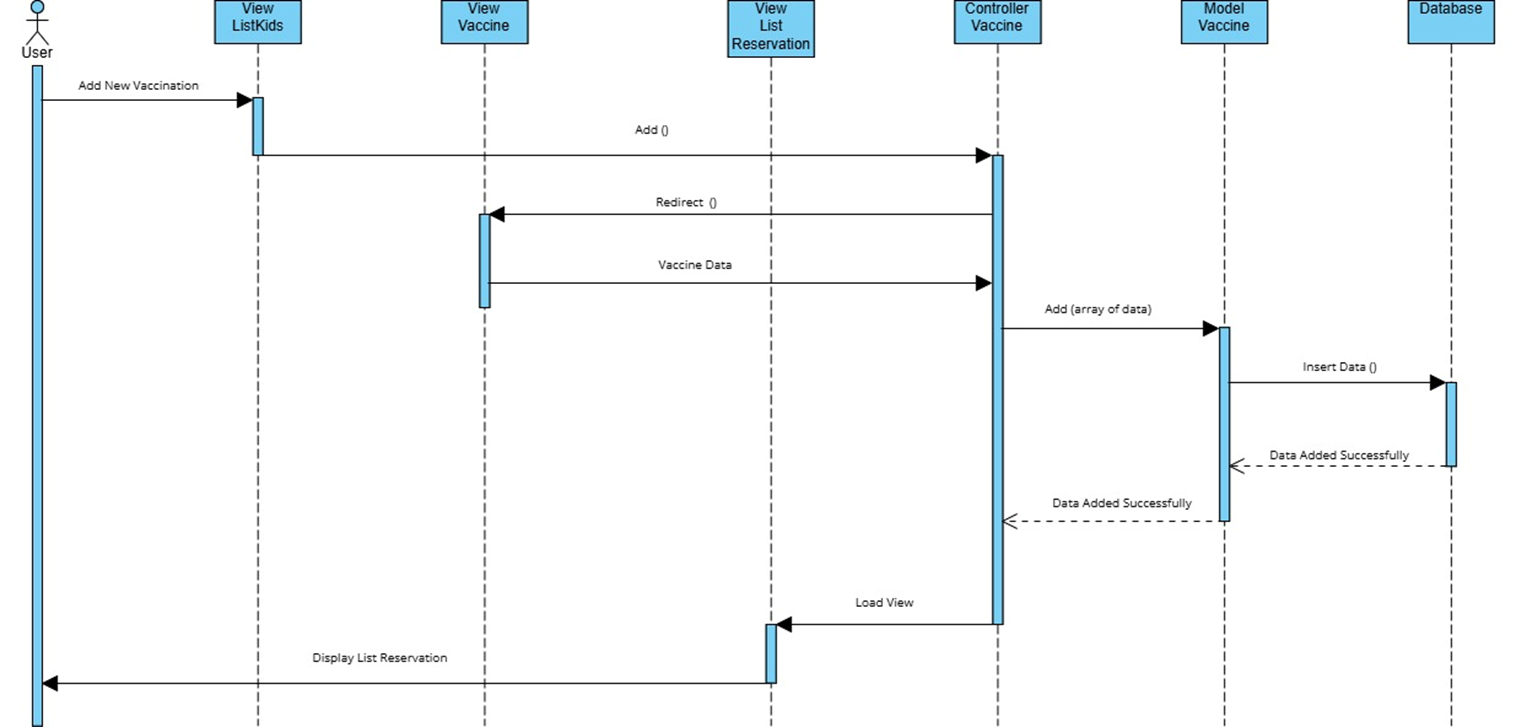 User
View
ListKids
View
Vaccine
View
List
Reservation
Controller
Vaccine
Model
Vaccine
Database
Add New Vaccination
Add ()
Redirect ()
Vaccine Data
Add (array of data)
Insert Data ()
Data Added Successfully
Data Added Successfully
Load View
Display List Reservation